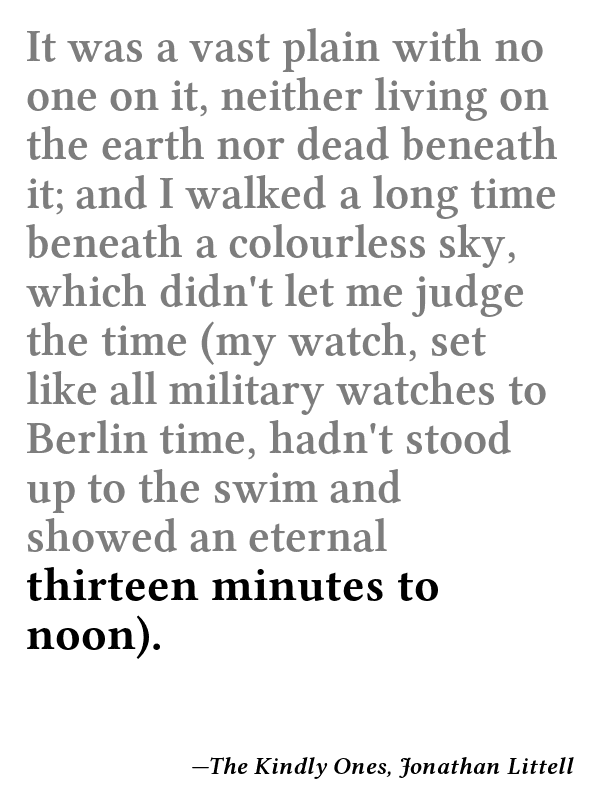 It was a vast plain with no
one on it, neither living on
the earth nor dead beneath
it; and I walked a long time
beneath a colourless sky,
which didn't let me judge
the time (my watch, set
like all military watches to
Berlin time, hadn't stood
up to the swim and
showed an eternal
thirteen minutes to
noon).
—The Kindly Ones, Jonathan Littell